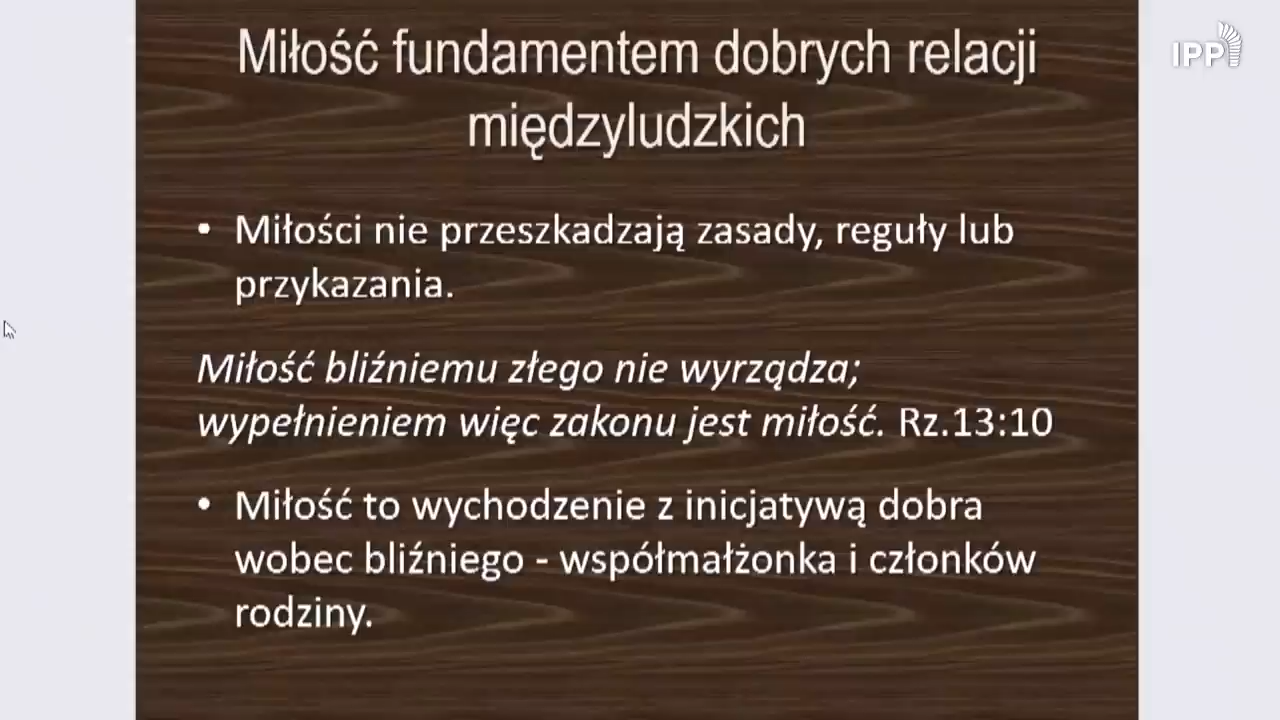 Miłość fundamentem dobrych relacji
międzyludzkich
IPP
• Miłości nie przeszkadzają zasady, reguły lub
przykazania.
Miłość bliźniemu złego nie wyrządza;
wypełnieniem więc zakonu jest miłość. Rz.13:10
• Miłość to wychodzenie z inicjatywą dobra
wobec bliźniego - współmałżonka i członków
rodziny.